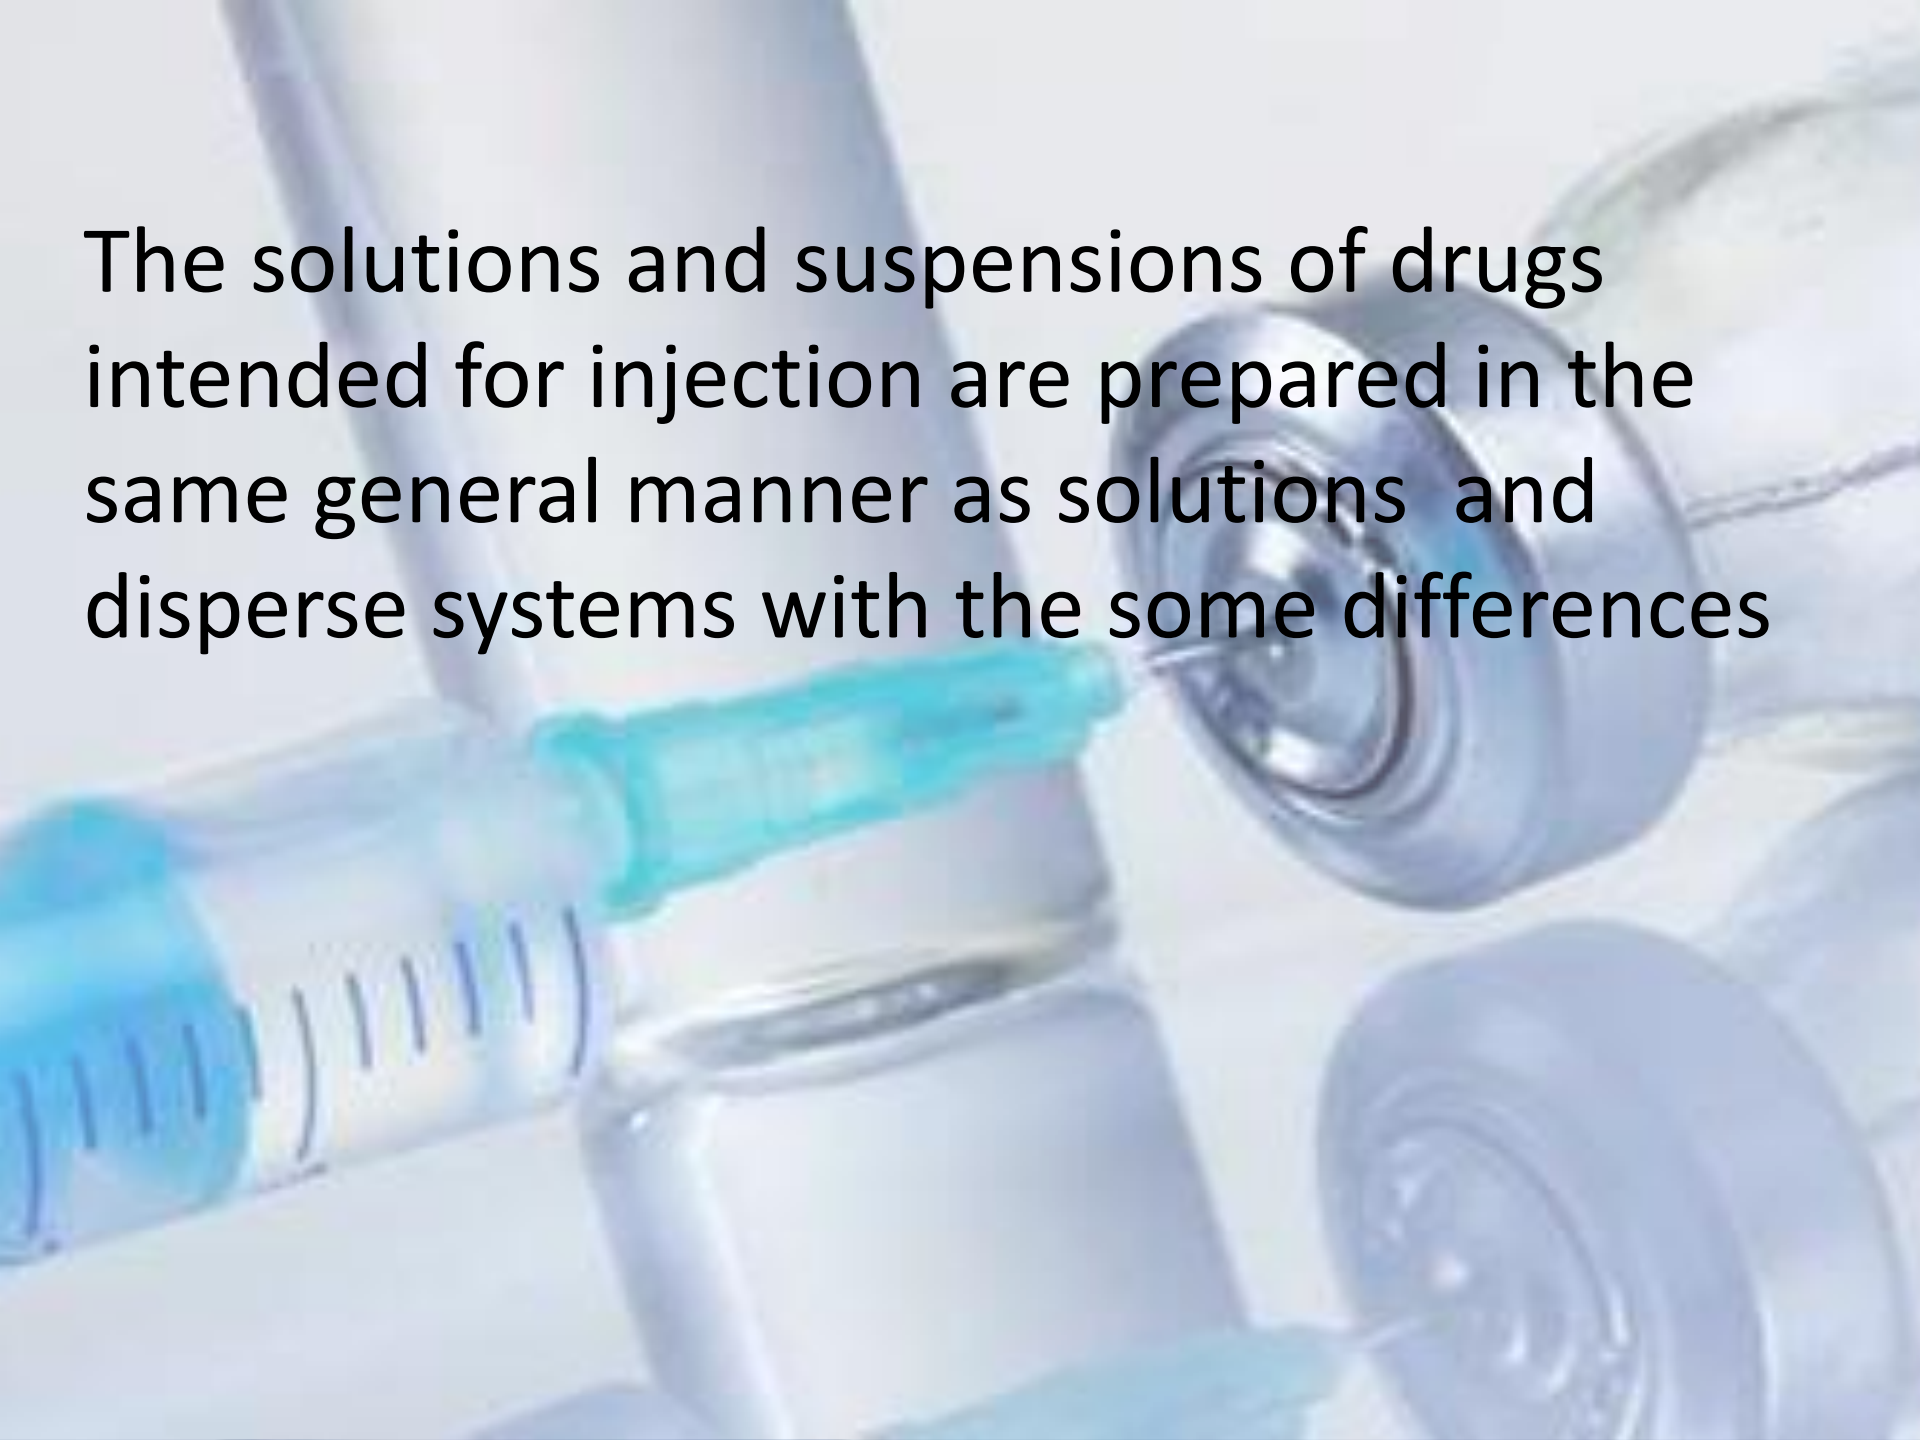 The solutions and suspensions of drugs
intended for injection are prepared in the
same general manner as solutions  and
disperse systems with the some differences